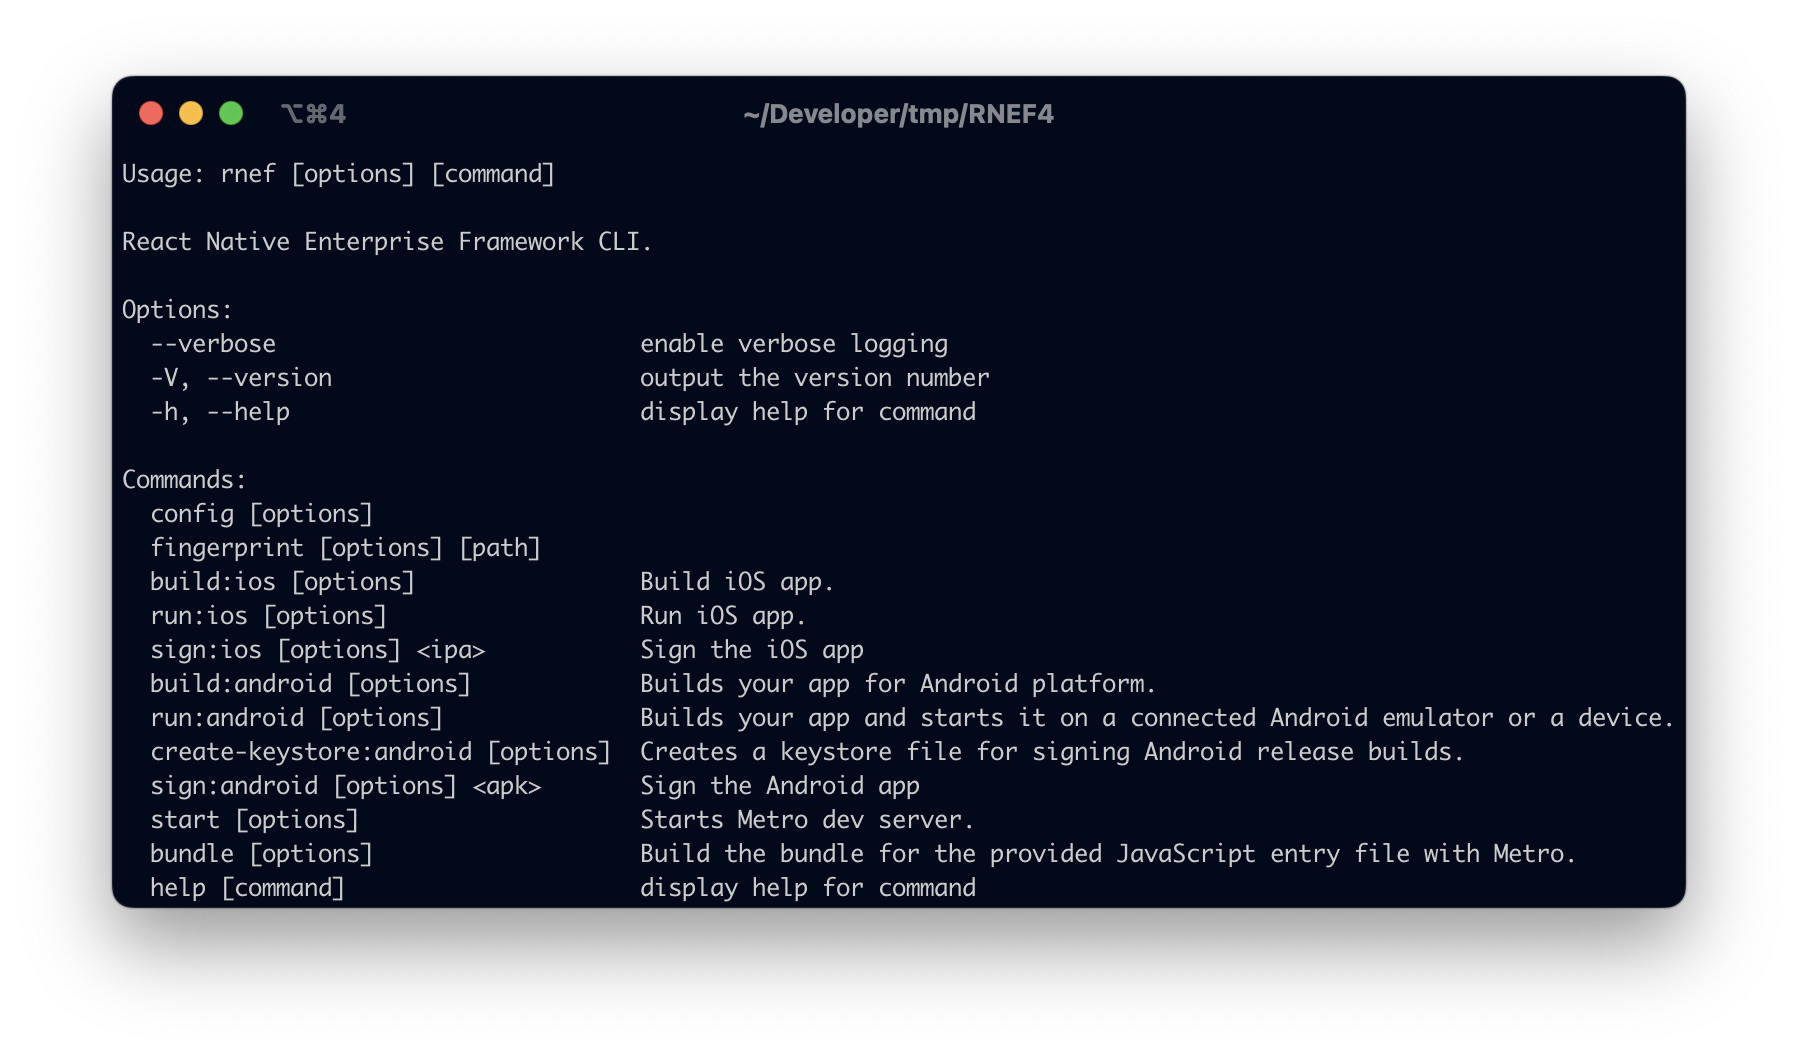 ⌥⌘4 ~/Developer/tmp/RNEF4
Usage: rnef [options] [command]
React Native Enterprise Framework CLI.
Options:
--verbose enable verbose logging
-V, --version output the version number
-h, --help display help for command
Commands:
config [options]
fingerprint [options] [path]
build:ios [options] Build iOS app.
run:ios [options] Run iOS app.
sign:ios [options] <ipa> Sign the iOS app
build:android [options] Builds your app for Android platform.
run:android [options] Builds your app and starts it on a connected Android emulator or a device.
create-keystore:android [options] Creates a keystore file for signing Android release builds.
sign:android [options] <apk> Sign the Android app
start [options] Starts Metro dev server.
bundle [options] Build the bundle for the provided JavaScript entry file with Metro.
help [command] display help for command